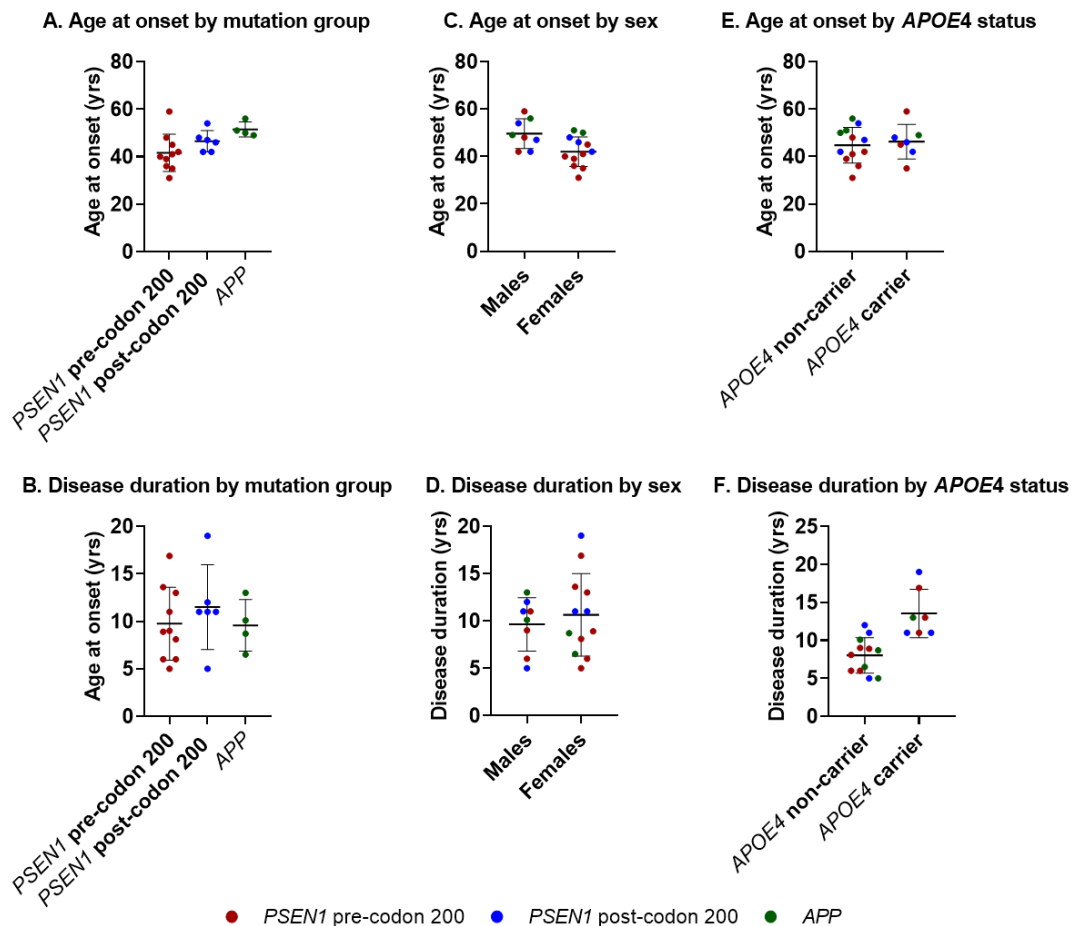 A. Age at onset by mutation group
Age at onset (yrs)
80
60
40
20
0
PSEN1 pre-codon 200
PSEN1 post-codon 200
APP
C. Age at onset by sex
Age at onset (yrs)
80
60
40
20
0
Males
Females
E. Age at onset by APOE4 status
Age at onset (yrs)
80
60
40
20
0
APOE4 non-carrier
APOE4 carrier
B. Disease duration by mutation group
Age at onset (yrs)
20
15
10
5
0
PSEN1 pre-codon 200
PSEN1 post-codon 200
APP
D. Disease duration by sex
Disease duration (yrs)
20
15
10
5
0
Males
Females
F. Disease duration by APOE4 status
Disease duration (yrs)
25
20
15
10
5
0
APOE4 non-carrier
APOE4 carrier
PSEN1 pre-codon 200
PSEN1 post-codon 200
APP